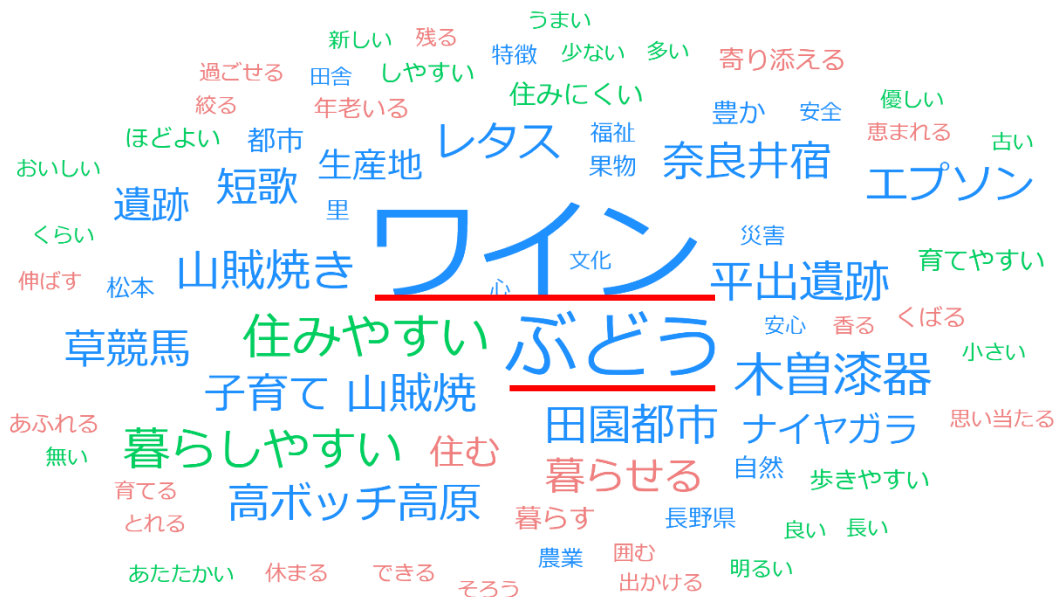 うまい
新しい 残る
特徴 少ない 多い
過ごせる 田舎 しやすい 寄り添える
絞る 年老いる 住みにくい 優しい
豊か 安全
ほどよい 都市 レタス 福祉 恵まれる 古い
おいしい 生産地 果物 奈良井宿
遺跡 短歌 エプソン
里
くらい ワイン 災害
伸ばす 松本 山賊焼き 心 文化 平出遺跡 育てやすい
草競馬 住みやすい ぶどう 安心 香る くばる
小さい
子育て 山賊焼 木曽漆器
あふれる 田園都市 ナイヤガラ 思い当たる
無い 暮らしやすい 住む
育てる 暮らせる 自然 歩きやすい
とれる 高ボッチ高原 暮らす 長野県 良い 長い
あたたかい 休まる できる 農業 囲む 明るい
そろう 出かける